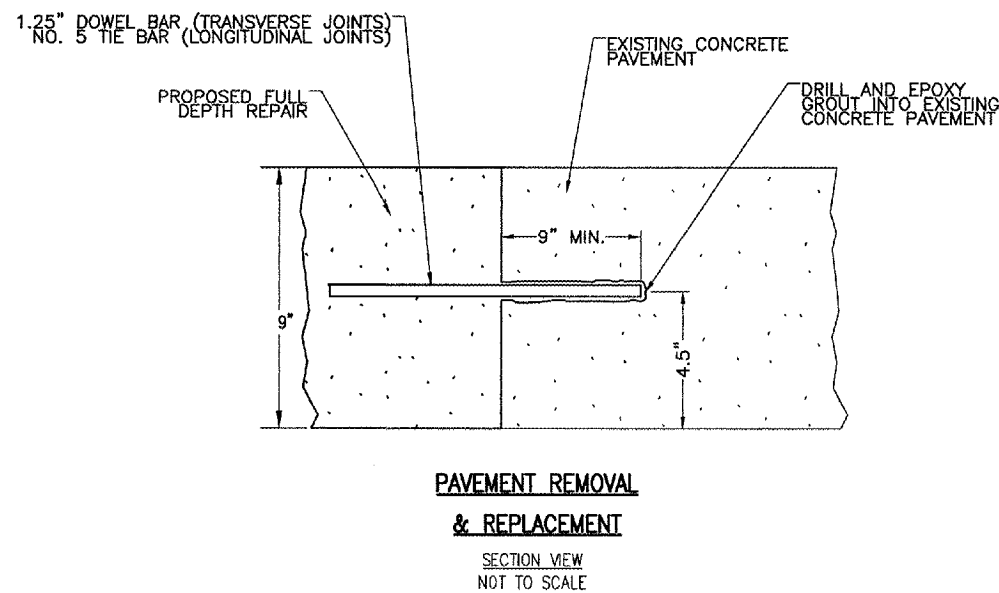 1.25" DOWEL BAR (TRANSVERSE JOINTS)
NO. 5 TIE BAR (LONGITUDINAL JOINTS)
EXISTING CONCRETE
PAVEMENT
PROPOSED FULL
DEPTH REPAIR
DRILL AND EPOXY
GROUT INTO EXISTING
CONCRETE PAVEMENT
9" MIN.
9"
4.5"
PAVEMENT REMOVAL
& REPLACEMENT
SECTION VIEW
NOT TO SCALE